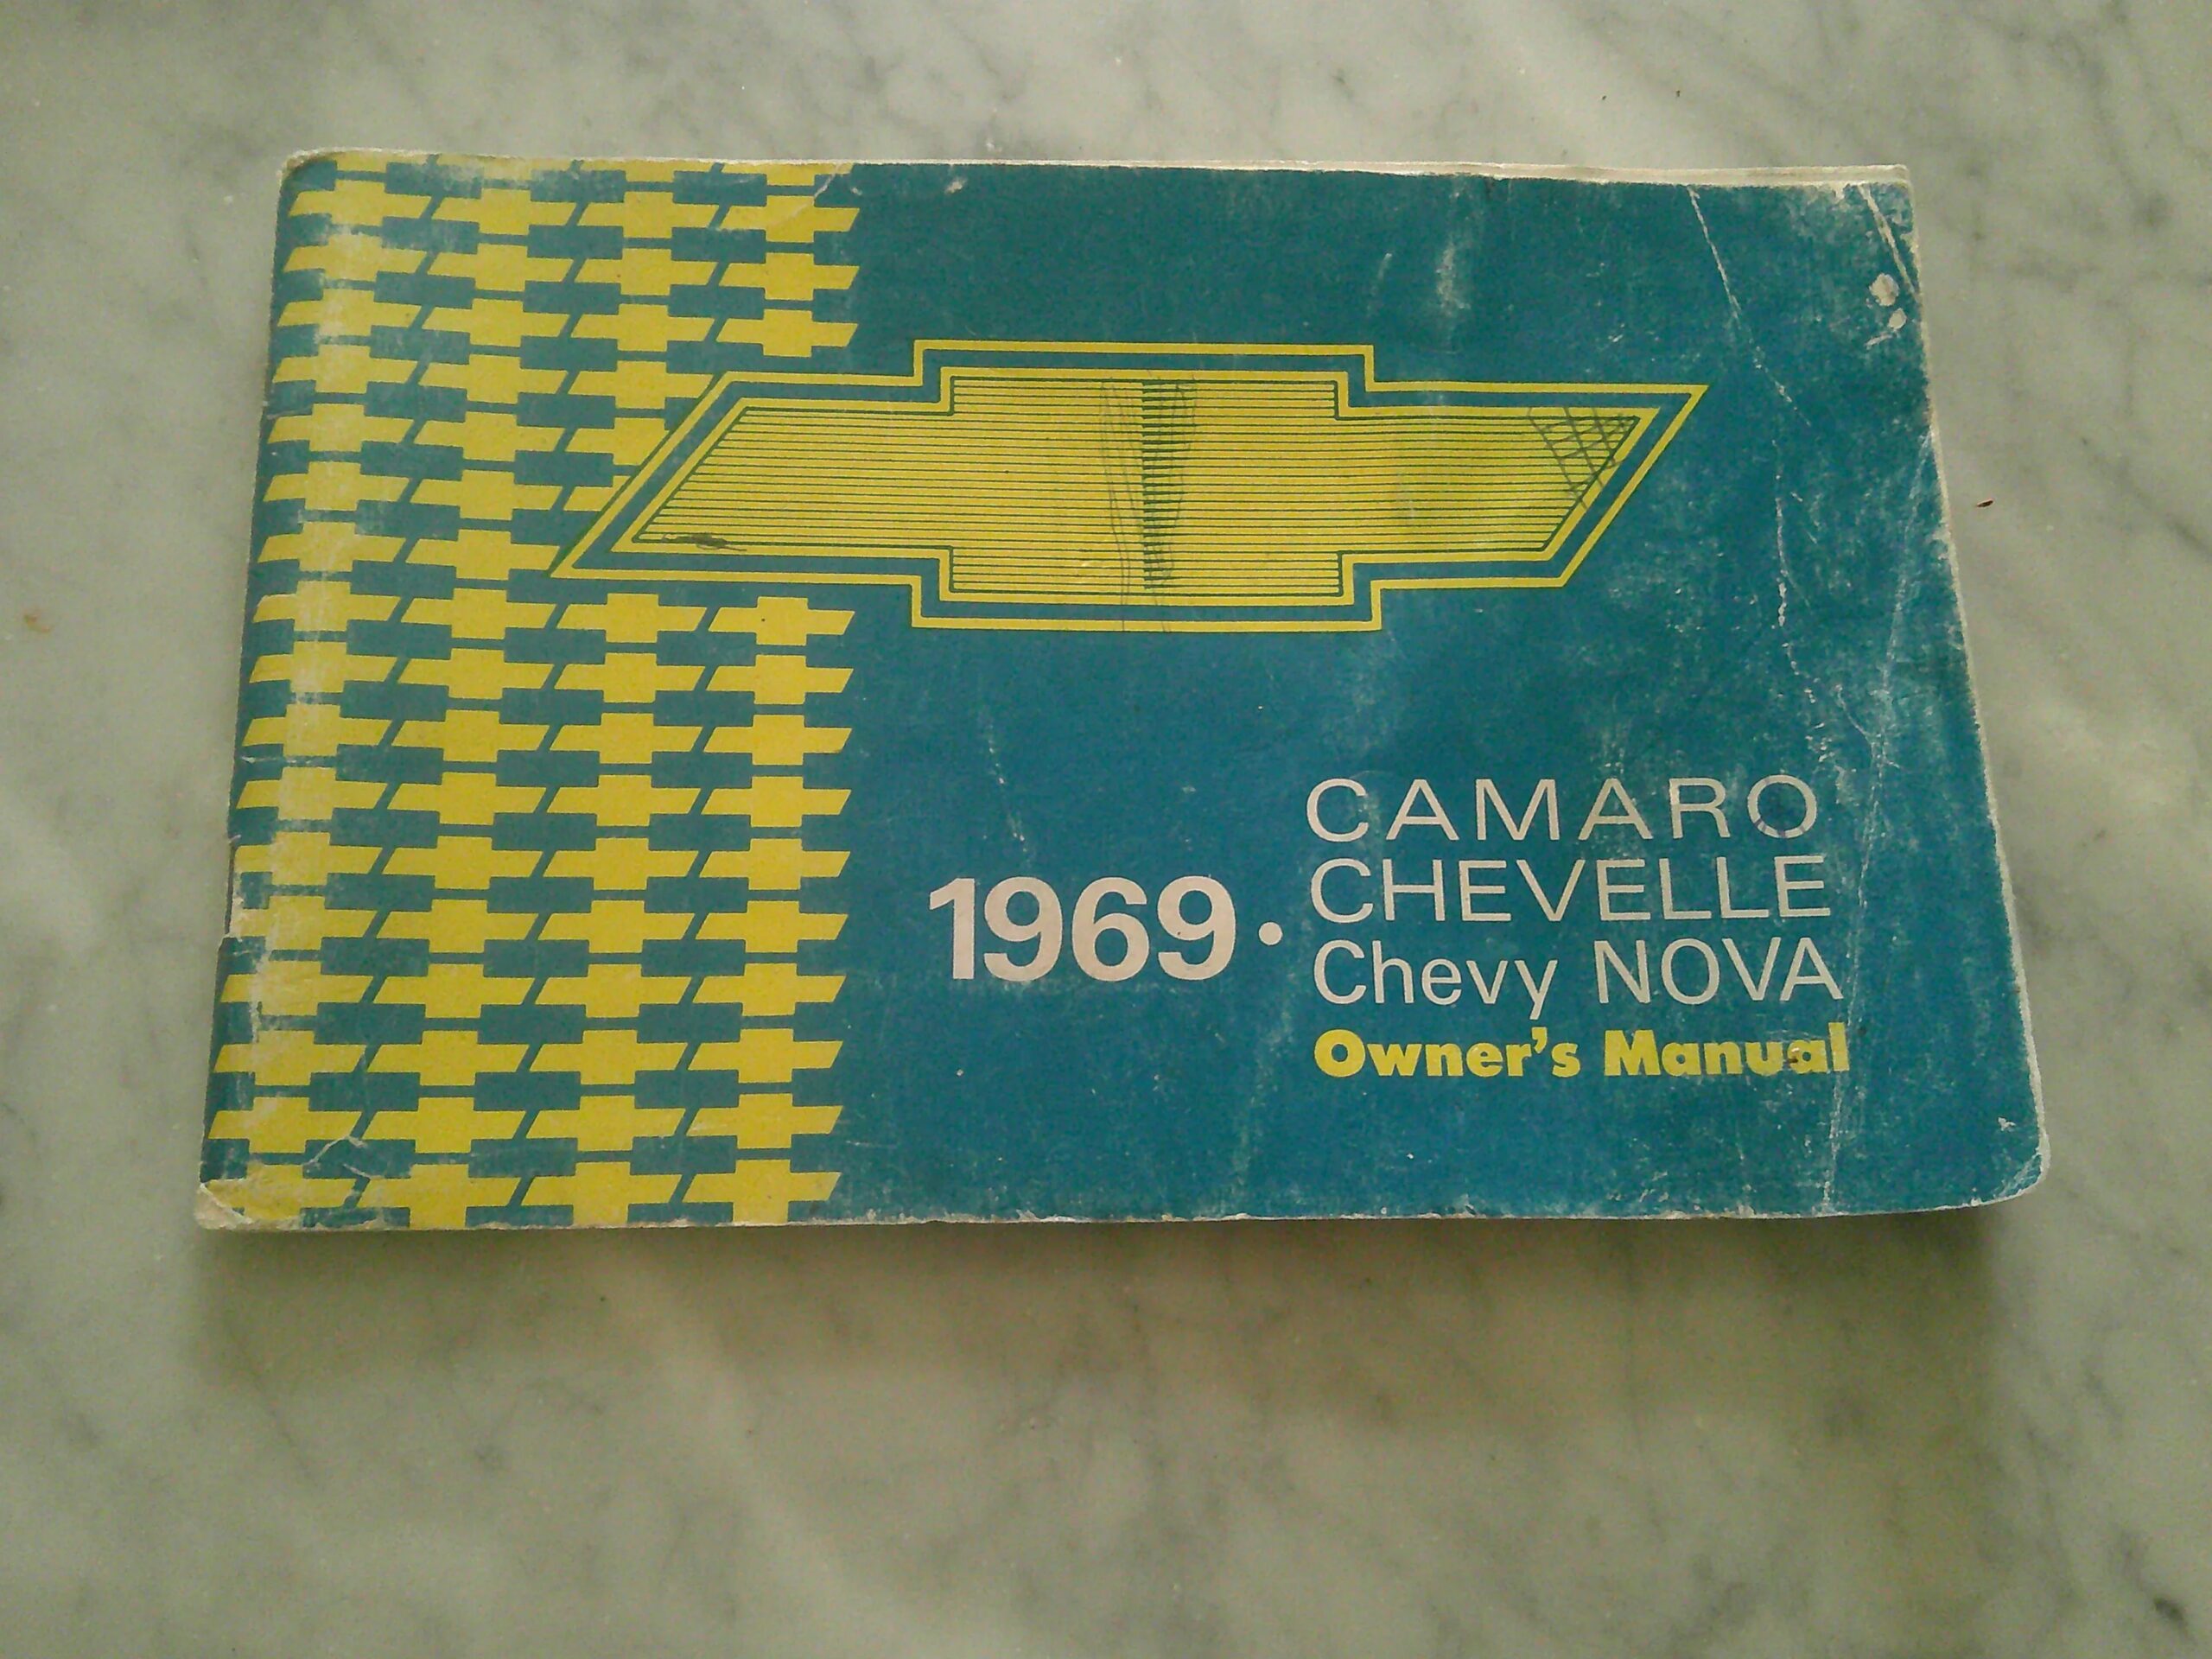 CAMARO
CHEVELLE
1969 • Chevy NOVA
Owner's Manual